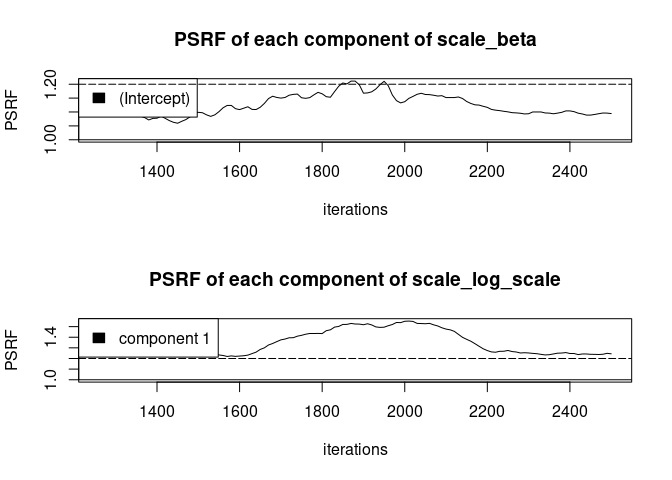 PSRF of each component of scale_beta
PSRF
1.00 1.20
(Intercept)
1400 1600 1800 2000 2200 2400
iterations
PSRF of each component of scale_log_scale
PSRF
1.0 1.4
component 1
1400 1600 1800 2000 2200 2400
iterations